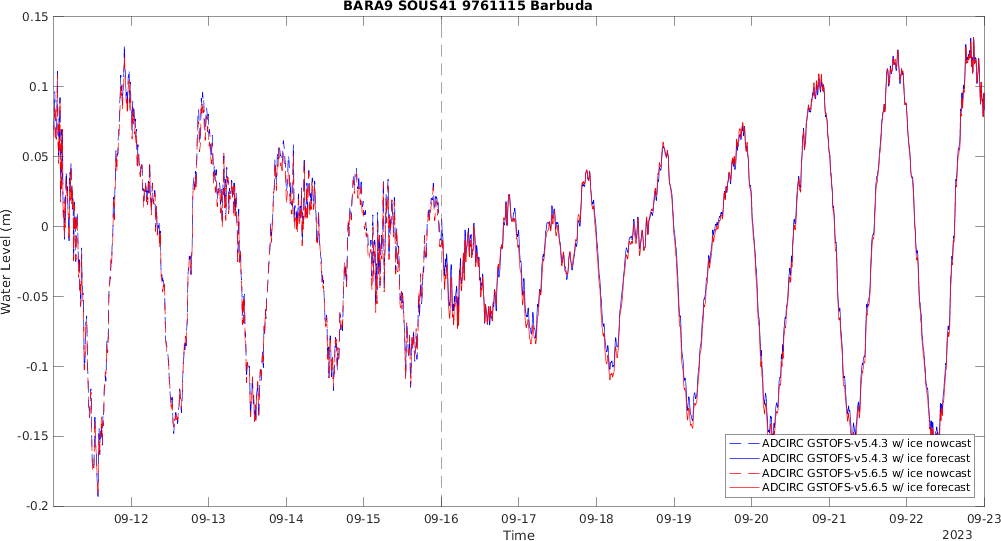 BARA9 SOUS41 9761115 Barbuda
0.15
0.1
0.05
0
-0.05
-0.1
-0.15
-0.2
Water Level (m)
ADCIRC GSTOFS-v5.4.3 w/ ice nowcast
ADCIRC GSTOFS-v5.4.3 w/ ice forecast
ADCIRC GSTOFS-v5.6.5 w/ ice nowcast
ADCIRC GSTOFS-v5.6.5 w/ ice forecast
09-12 09-13 09-14 09-15 09-16 09-17 09-18 09-19 09-20 09-21 09-22 09-23
Time
2023